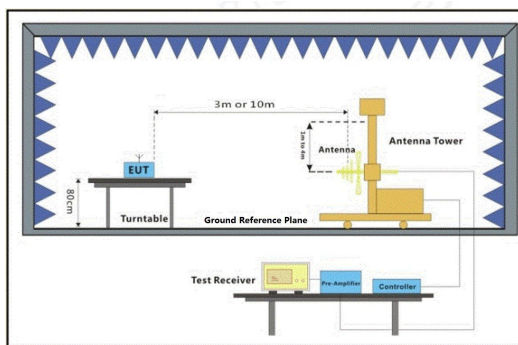 3m or 10m
1m to 4m
Antenna
Antenna Tower
EUT
80cm
Turntable
Ground Reference Plane
Test Receiver
Pre-Amplifier
Controller